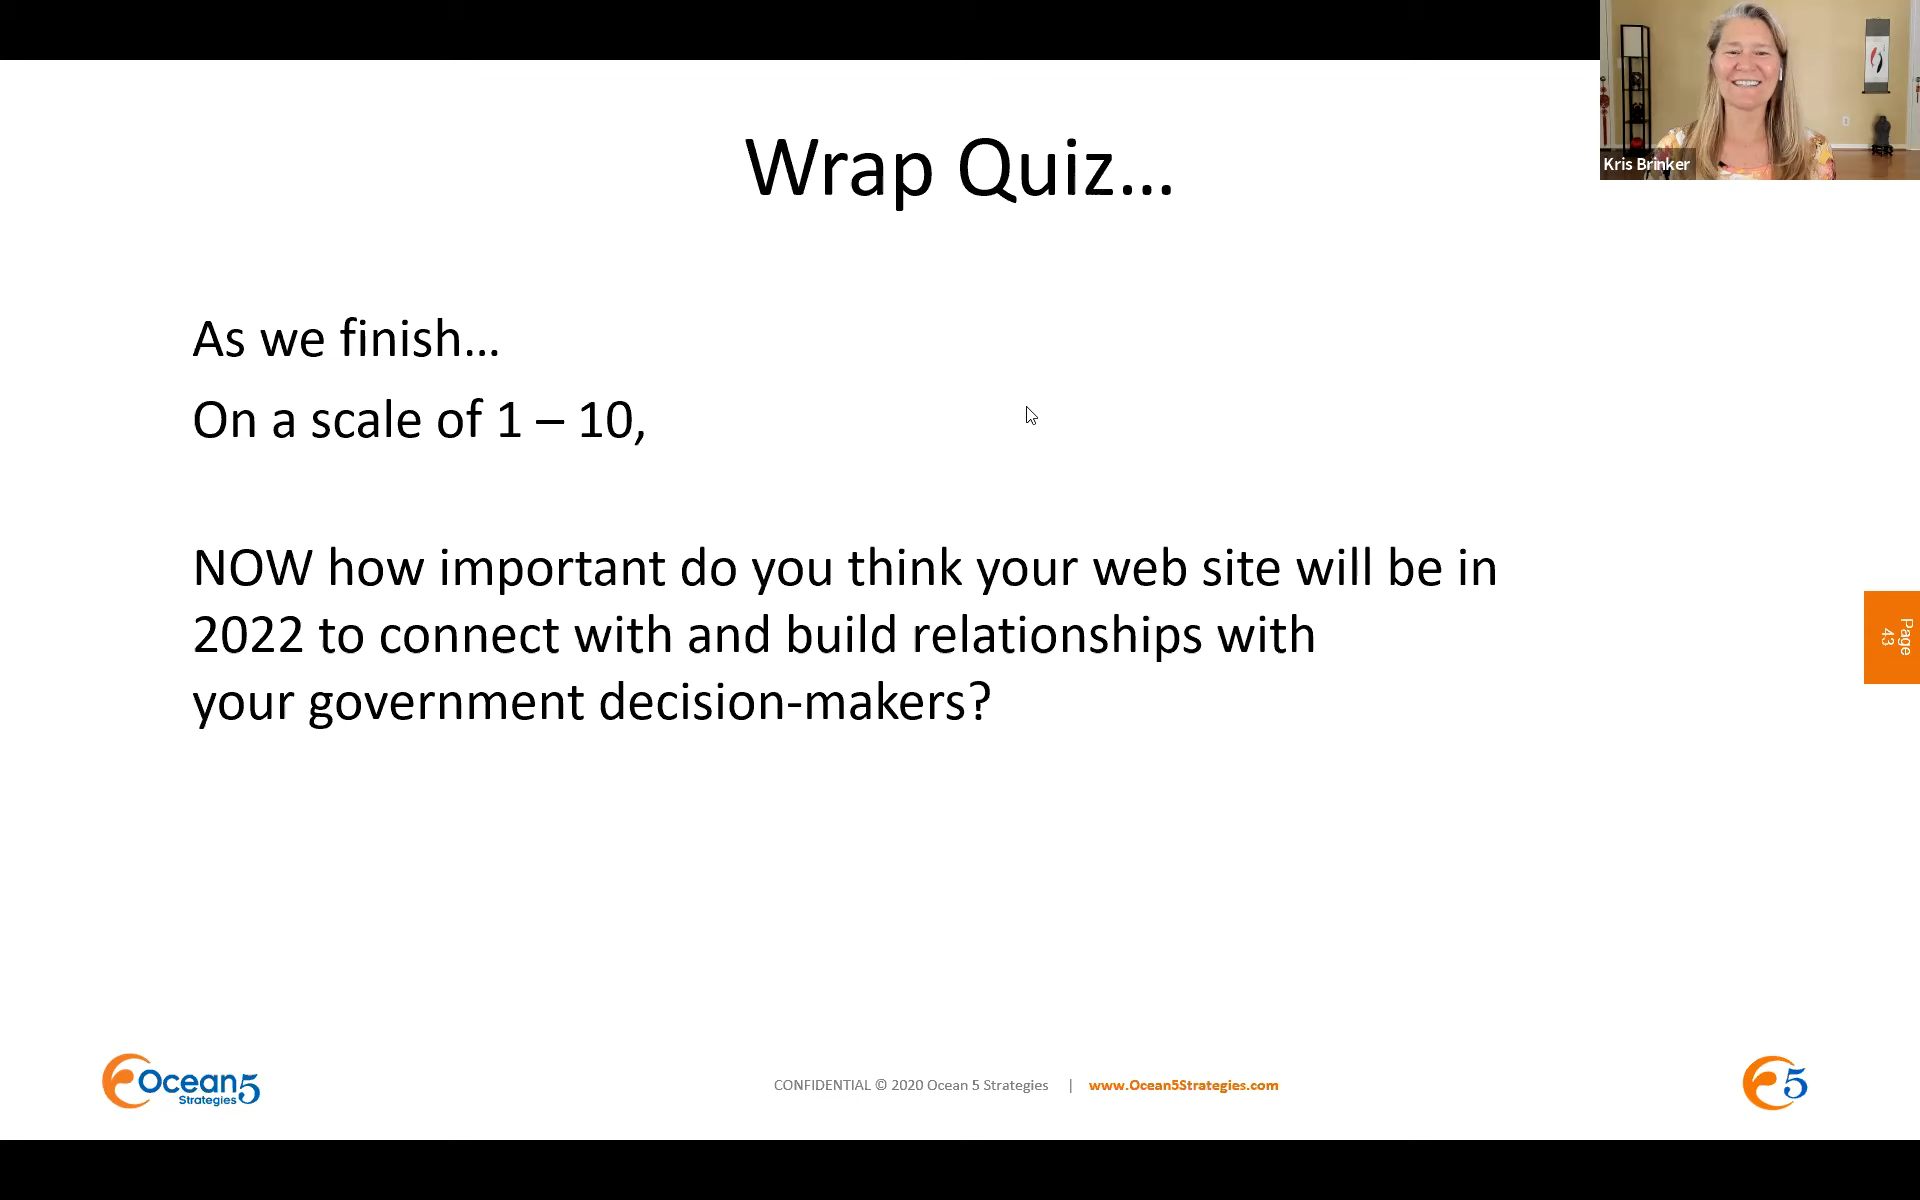 Wrap Quiz...
Kris Brinker
As we finish...
On a scale of 1 – 10,
NOW how important do you think your web site will be in
2022 to connect with and build relationships with
your government decision-makers?
Page
43
Ocean5
Strategies
CONFIDENTIAL © 2020 Ocean 5 Strategies | www.Ocean5Strategies.com
5